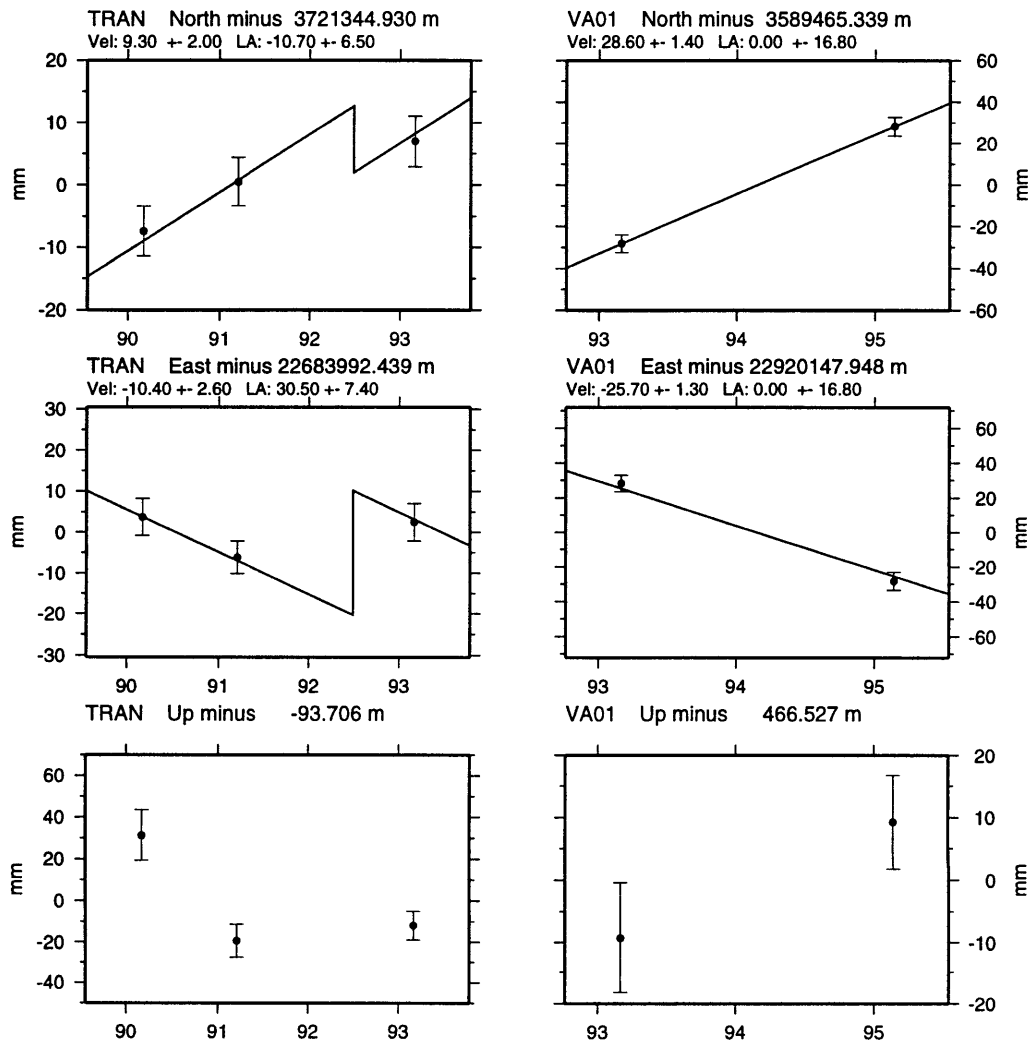 TRAN North minus 3721344.930 m
Vel: 9.30 +- 2.00 LA: -10.70 +- 6.50
20
10
0
-10
-20
mm
90 91 92 93
VA01 North minus 3589465.339 m
Vel: 28.60 +- 1.40 LA: 0.00 +- 16.80
60
40
20
0
-20
-40
-60
mm
93 94 95
TRAN East minus 22683992.439 m
Vel: -10.40 +- 2.60 LA: 30.50 +- 7.40
30
20
10
0
-10
-20
-30
mm
90 91 92 93
VA01 East minus 22920147.948 m
Vel: -25.70 +- 1.30 LA: 0.00 +- 16.80
60
40
20
0
-20
-40
-60
mm
93 94 95
TRAN Up minus -93.706 m
60
40
20
0
-20
-40
mm
90 91 92 93
VA01 Up minus 466.527 m
20
10
0
-10
-20
mm
93 94 95